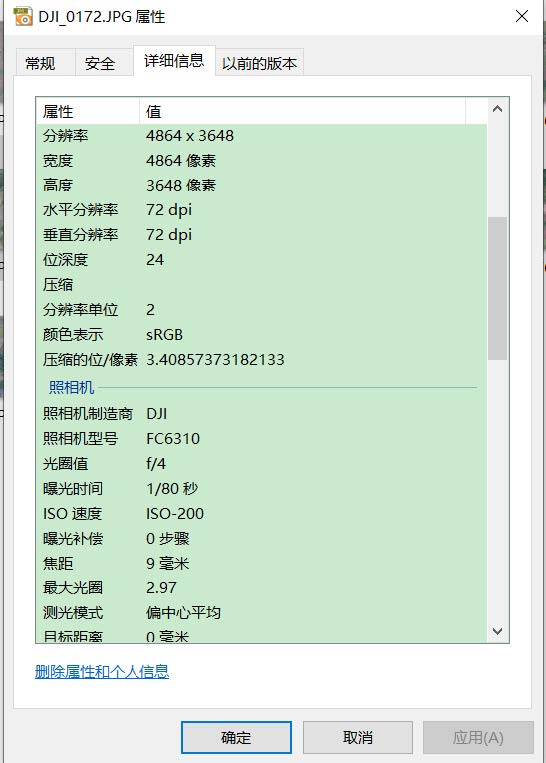 DJI_0172.JPG 属性
常规 安全 详细信息 以前的版本
属性 值
分辨率 4864 x 3648
宽度 4864 像素
高度 3648 像素
水平分辨率 72 dpi
垂直分辨率 72 dpi
位深度 24
压缩
分辨率单位 2
颜色表示 sRGB
压缩的位/像素 3.40857373182133
照相机
照相机制造商 DJI
照相机型号 FC6310
光圈值 f/4
曝光时间 1/80 秒
ISO 速度 ISO-200
曝光补偿 0 步骤
焦距 9 毫米
最大光圈 2.97
测光模式 偏中心平均
目标距离 0 毫米
删除属性和个人信息
确定 取消 应用(A)